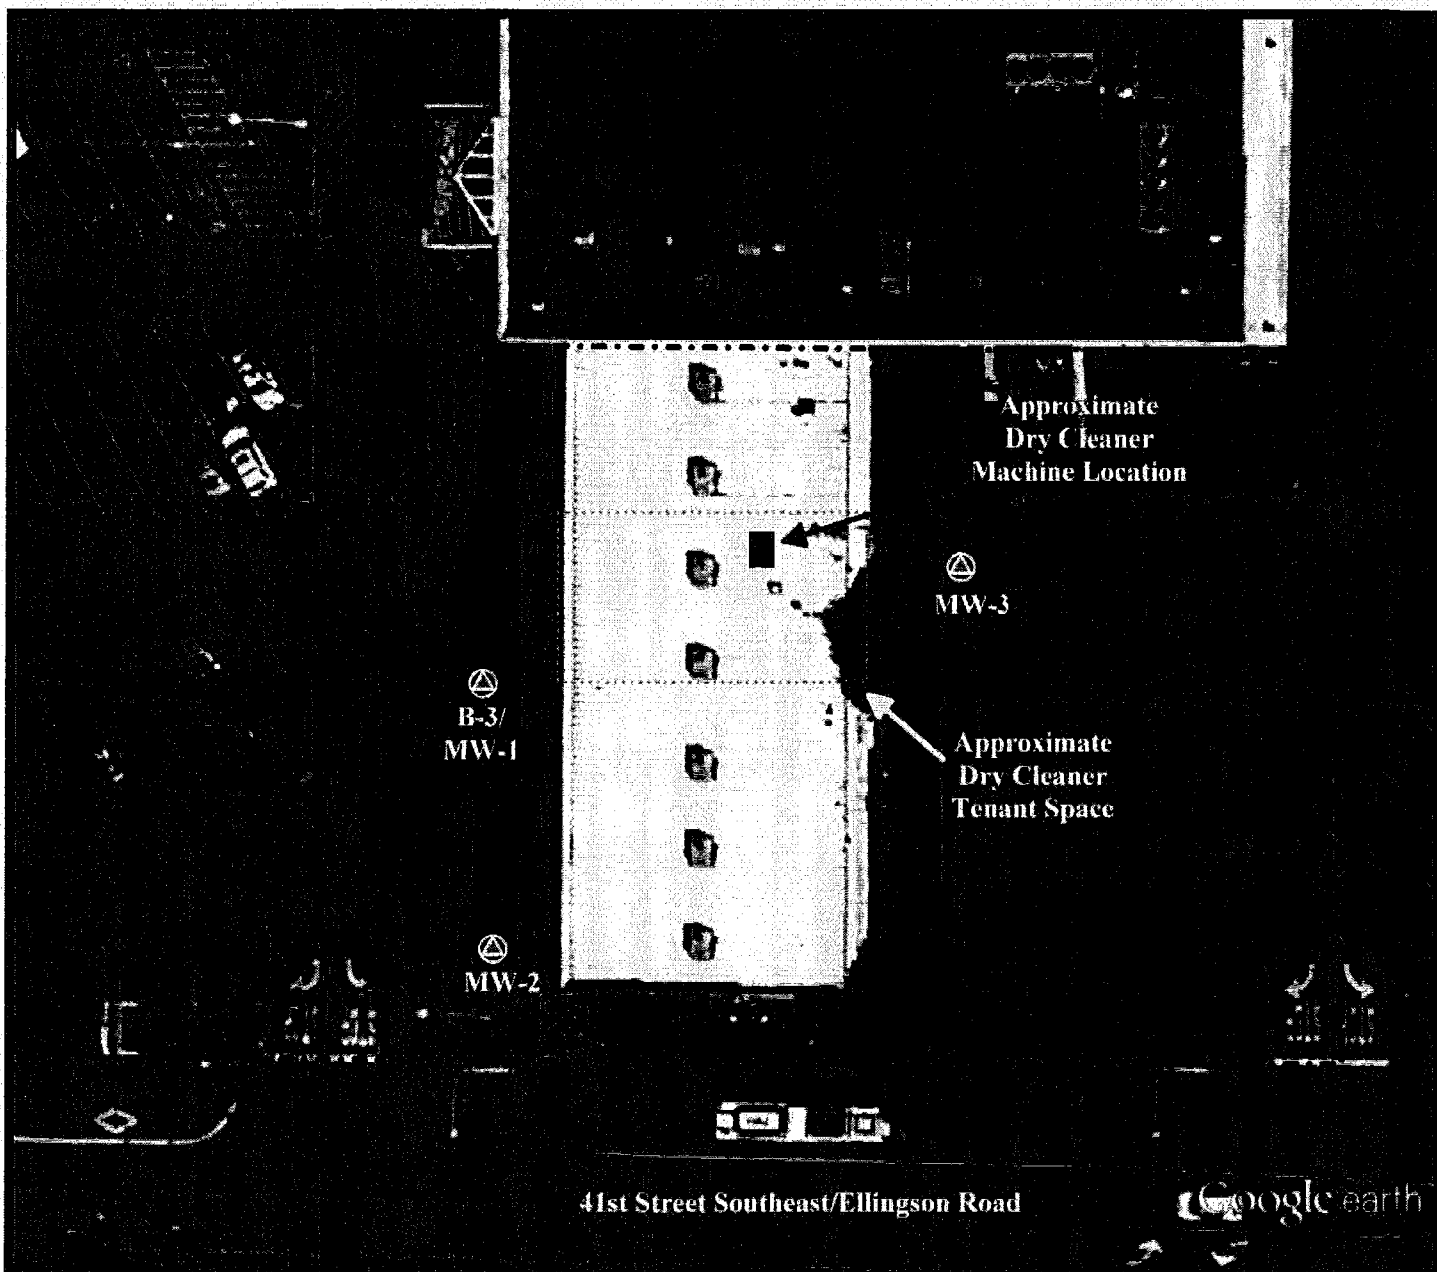 Approximate
Dry Cleaner
Machine Location
MW-3
B-3/
MW-1
Approximate
Dry Cleaner
Tenant Space
MW-2
41st Street Southeast/Ellingson Road
Google earth